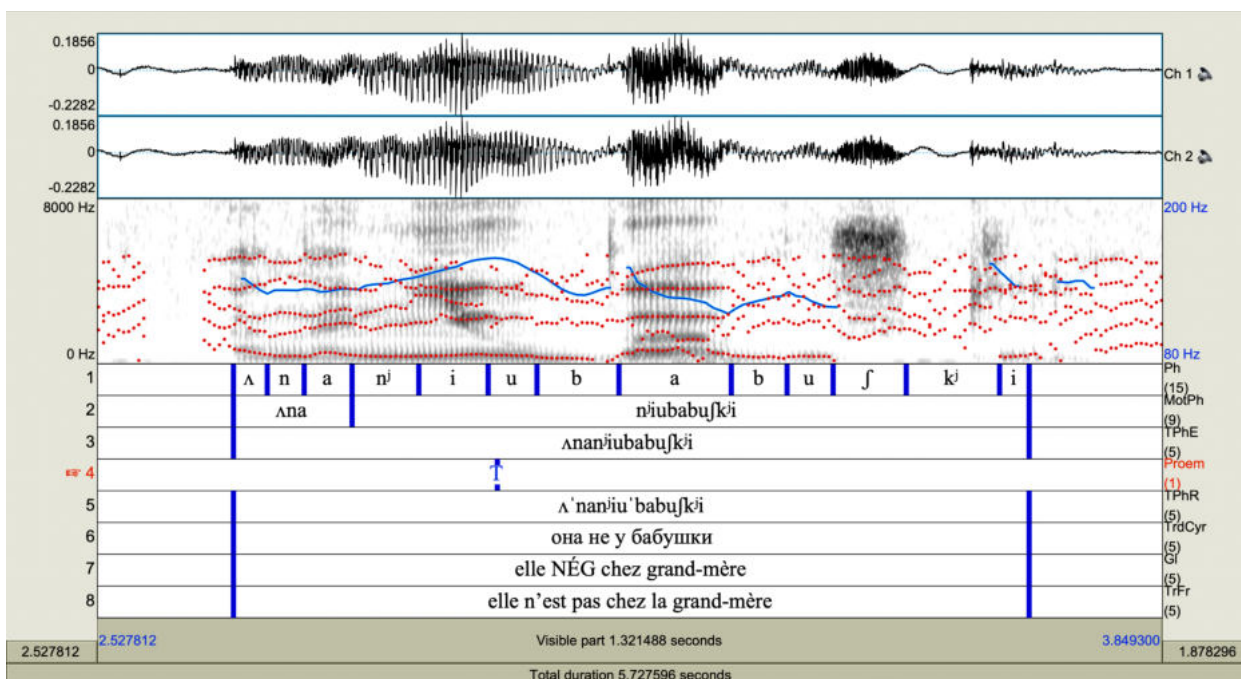 0.1856
0
-0.2282
Ch 1
0.1856
0
-0.2282
Ch 2
8000 Hz
200 Hz
0 Hz
80 Hz
1 ʌ n a nʲ i u b a b u ʃ kʲ i Ph (15)
2 ʌna nʲiubabuʃkʲi MotPh (9)
3 ʌnanʲiubabuʃkʲi TPhE (5)
4 T Proem (1)
5 ʌˈnanʲiuˈbabuʃkʲi TPhR (5)
6 она не у бабушки TrdCyr (5)
7 elle NÉG chez grand-mère Gl (5)
8 elle n’est pas chez la grand-mère TrFr (5)
2.527812 2.527812 Visible part 1.321488 seconds 3.849300 1.878296
Total duration 5.727596 seconds